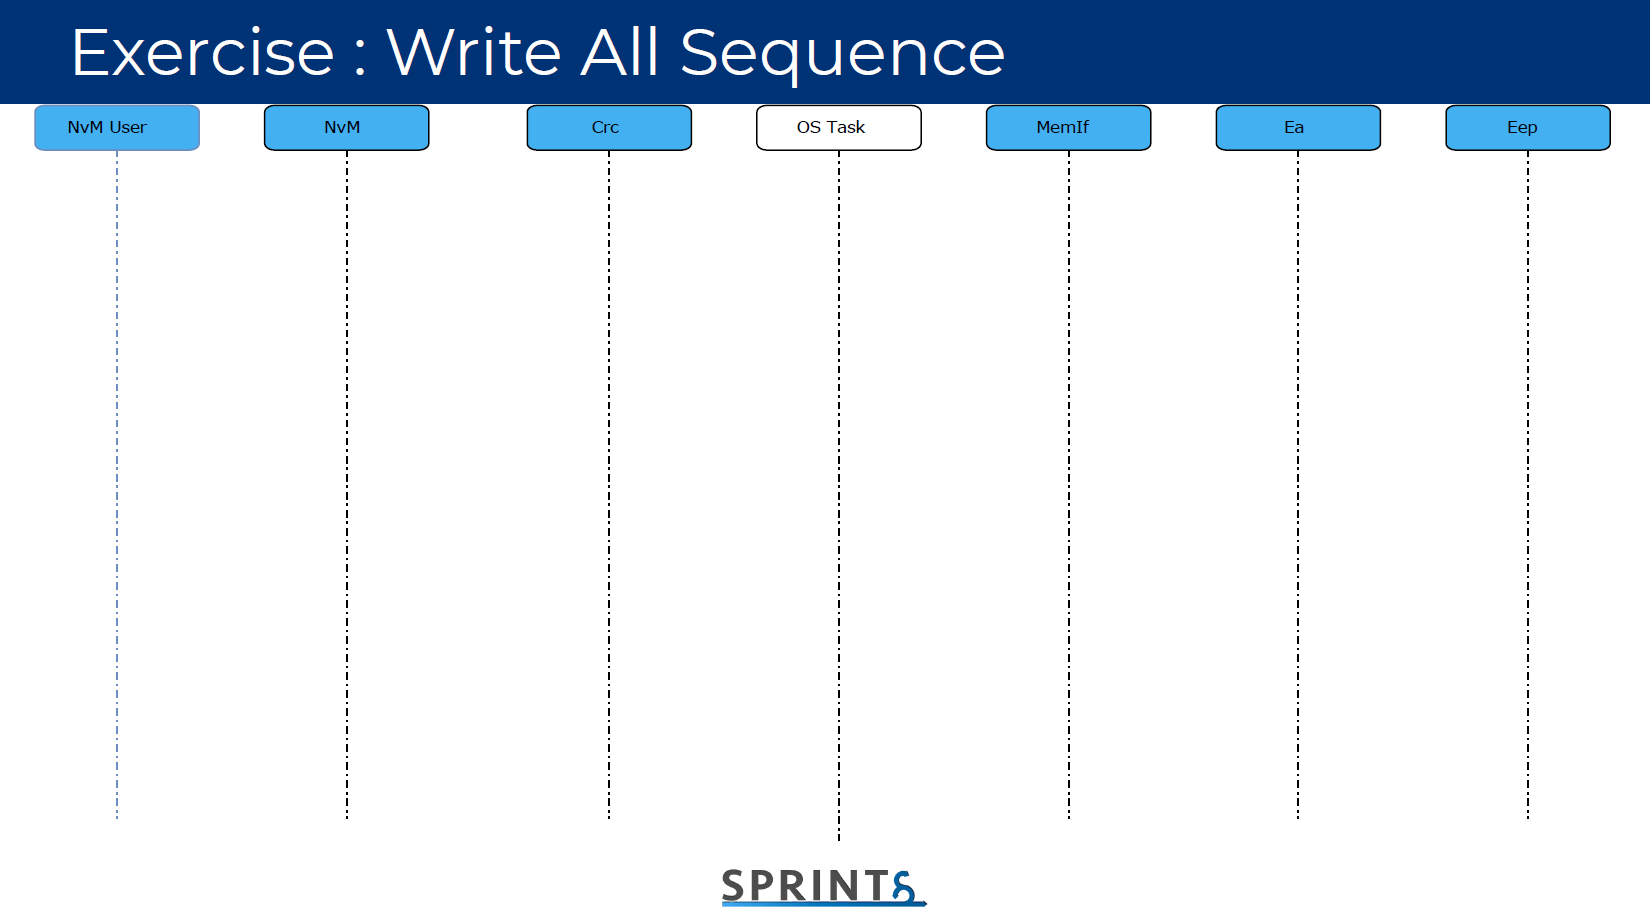 Exercise : Write All Sequence
NvM User
NvM
Crc
OS Task
MemIf
Ea
Eep
SPRINTS